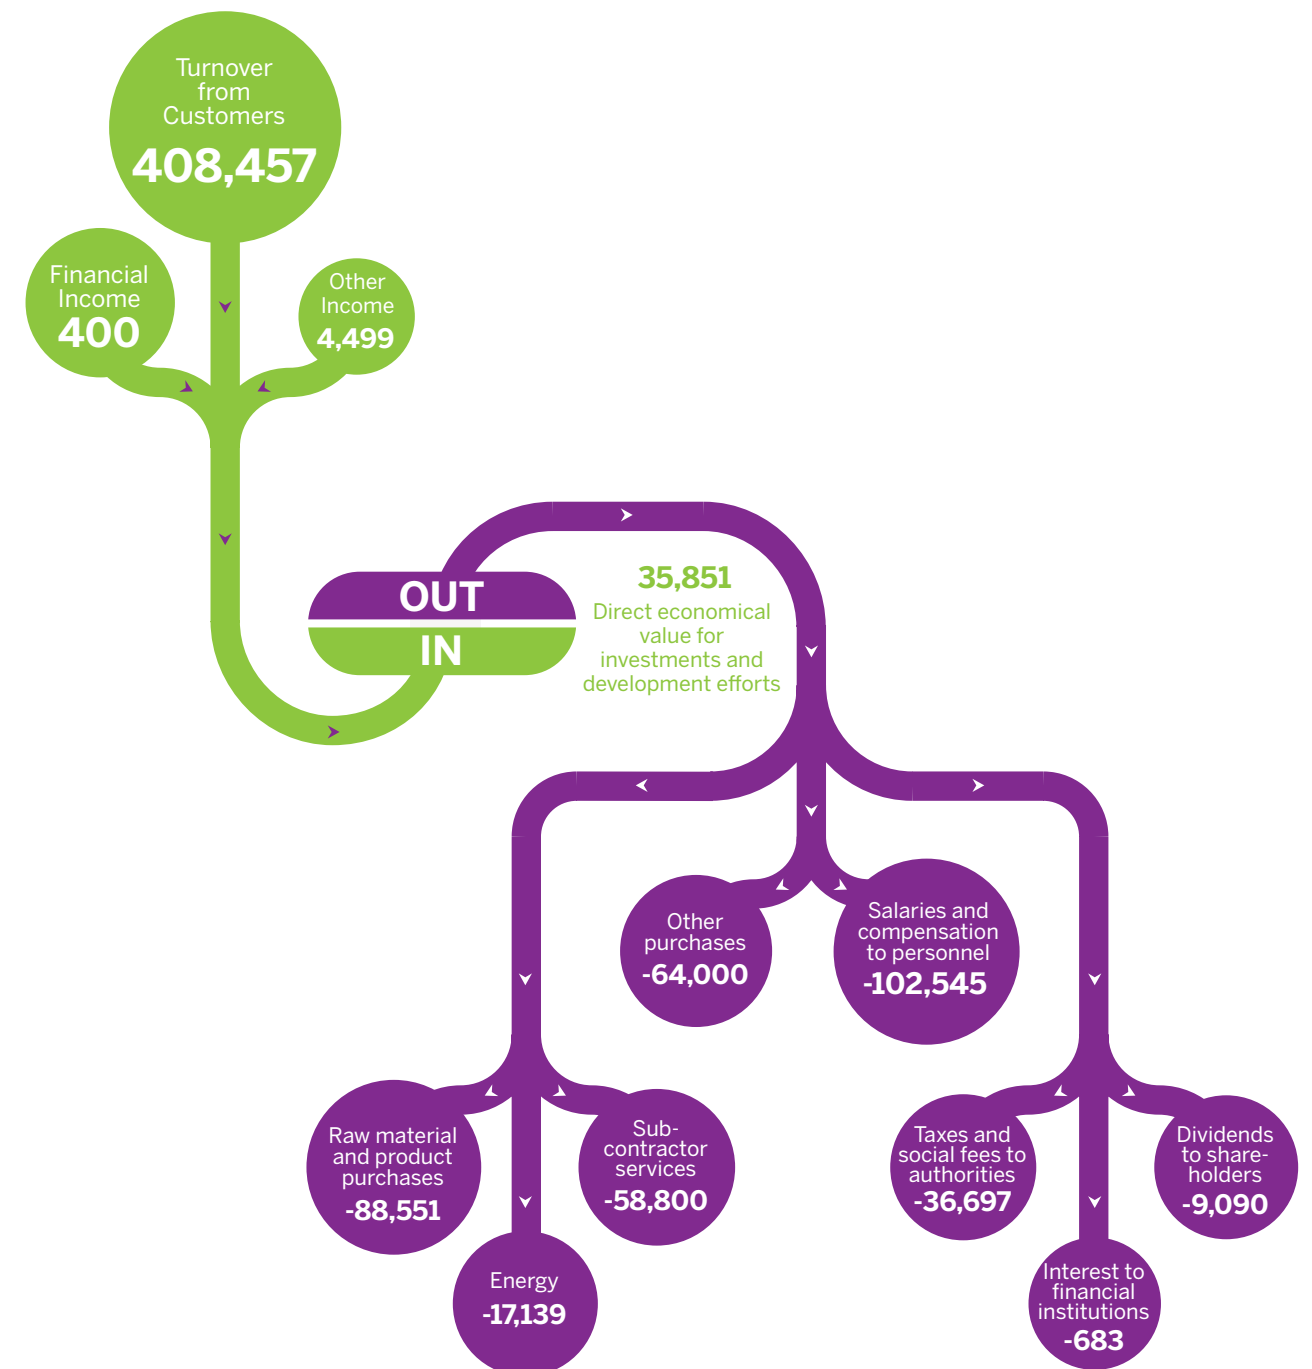 Turnover
from
Customers
408,457
Financial
Income
400
Other
Income
4,499
OUT
IN
35,851
Direct economical
value for
investments and
development efforts
Other
purchases
-64,000
Salaries and
compensation
to personnel
-102,545
Raw material
and product
purchases
-88,551
Sub-
contractor
services
-58,800
Energy
-17,139
Taxes and
social fees to
authorities
-36,697
Dividends
to share-
holders
-9,090
Interest to
financial
institutions
-683